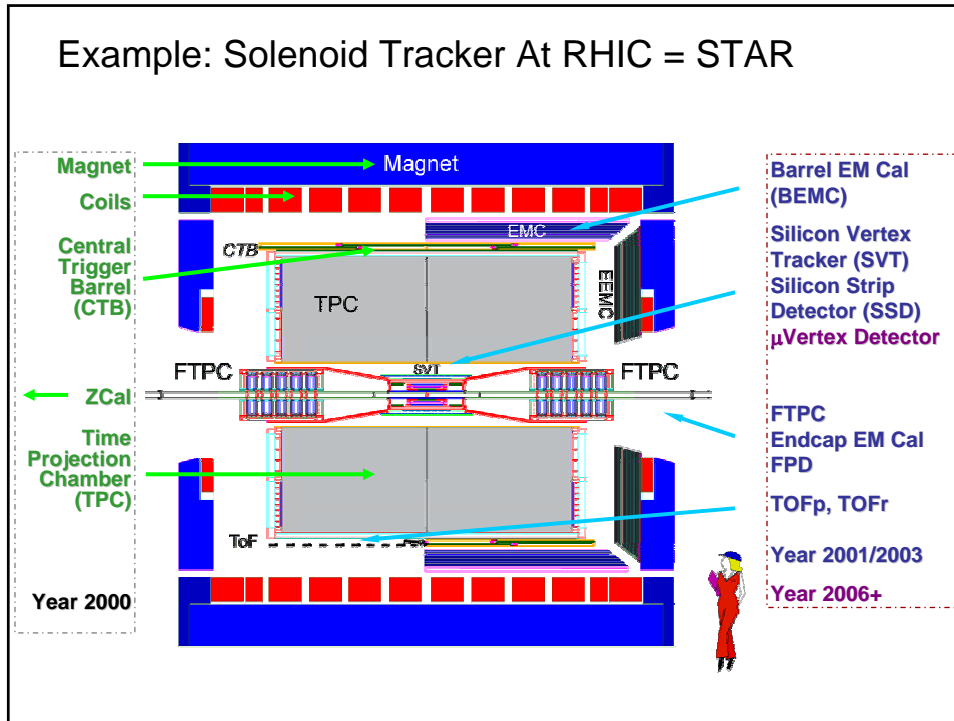 Example: Solenoid Tracker At RHIC = STAR
Magnet
Coils
Central
Trigger
Barrel
(CTB)
ZCal
Time
Projection
Chamber
(TPC)
Year 2000
Magnet
EMC
CTB
TPC
EEMC
FTPC
SVT
FTPC
ToF
Barrel EM Cal
(BEMC)
Silicon Vertex
Tracker (SVT)
Silicon Strip
Detector (SSD)
μVertex Detector
FTPC
Endcap EM Cal
FPD
TOFp, TOFr
Year 2001/2003
Year 2006+